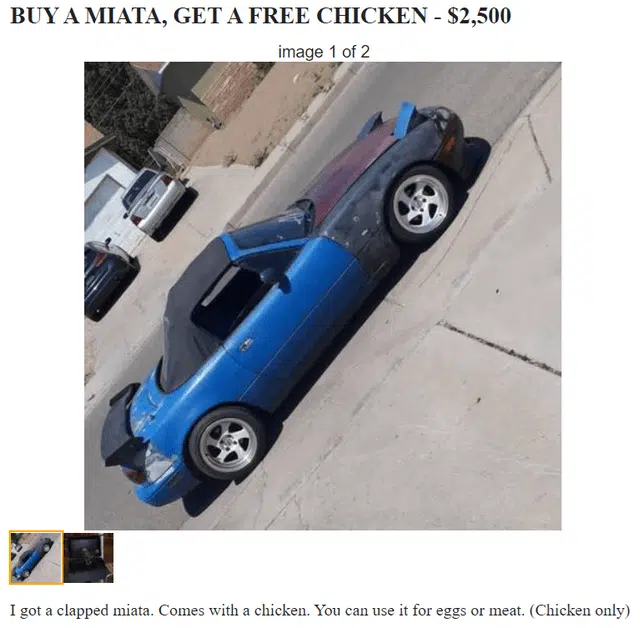 BUY A MIATA, GET A FREE CHICKEN - $2,500
image 1 of 2
I got a clapped miata. Comes with a chicken. You can use it for eggs or meat. (Chicken only)